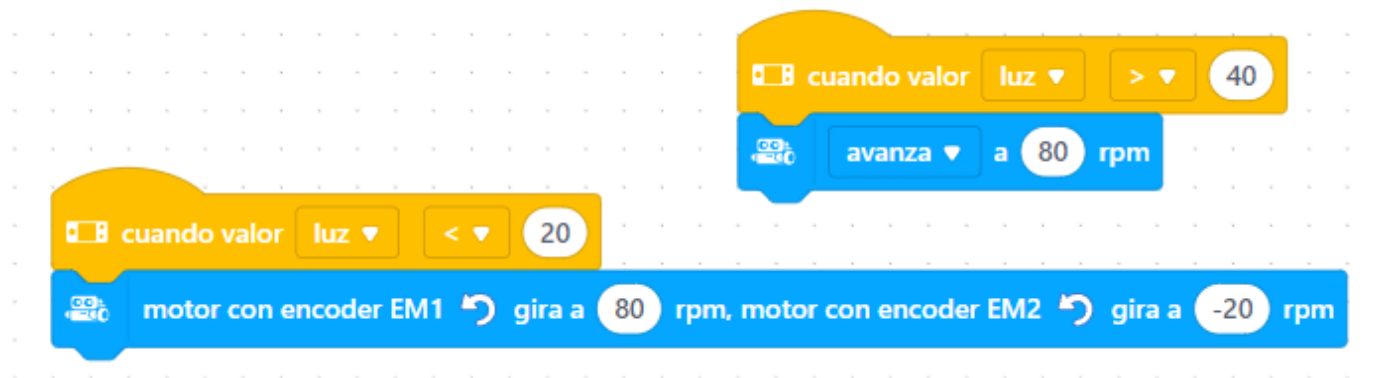 cuando valor luz > 40
avanza a 80 rpm
cuando valor luz < 20
motor con encoder EM1 gira a 80 rpm, motor con encoder EM2 gira a -20 rpm